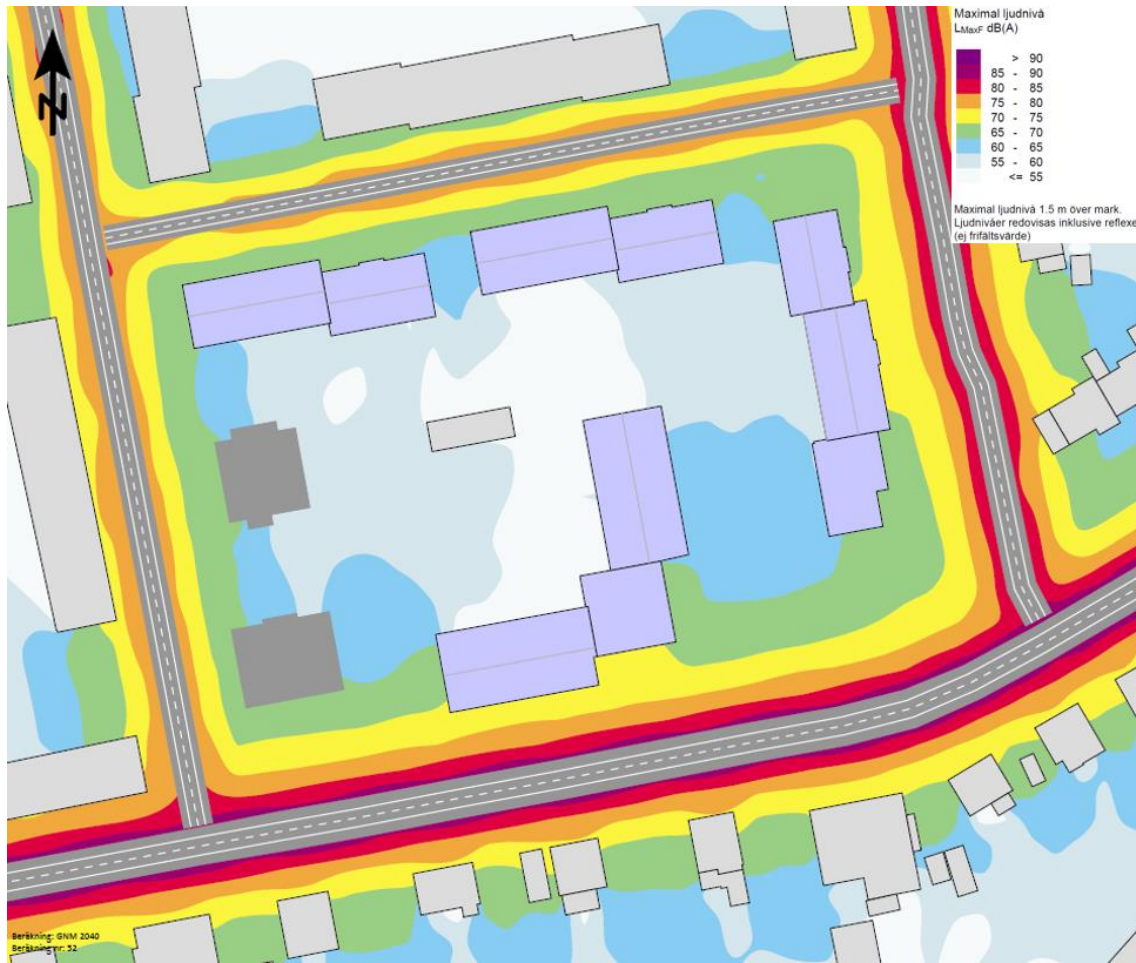 Maximal ljudnivå
LMaxF dB(A)
> 90
85 - 90
80 - 85
75 - 80
70 - 75
65 - 70
60 - 65
55 - 60
<= 55
Maximal ljudnivå 1.5 m över mark.
Ljudnivåer redovisas inklusive reflexe
(ej frifältsvärde)
N
Beräkning: GNM 2040
Beräkning nr: 52